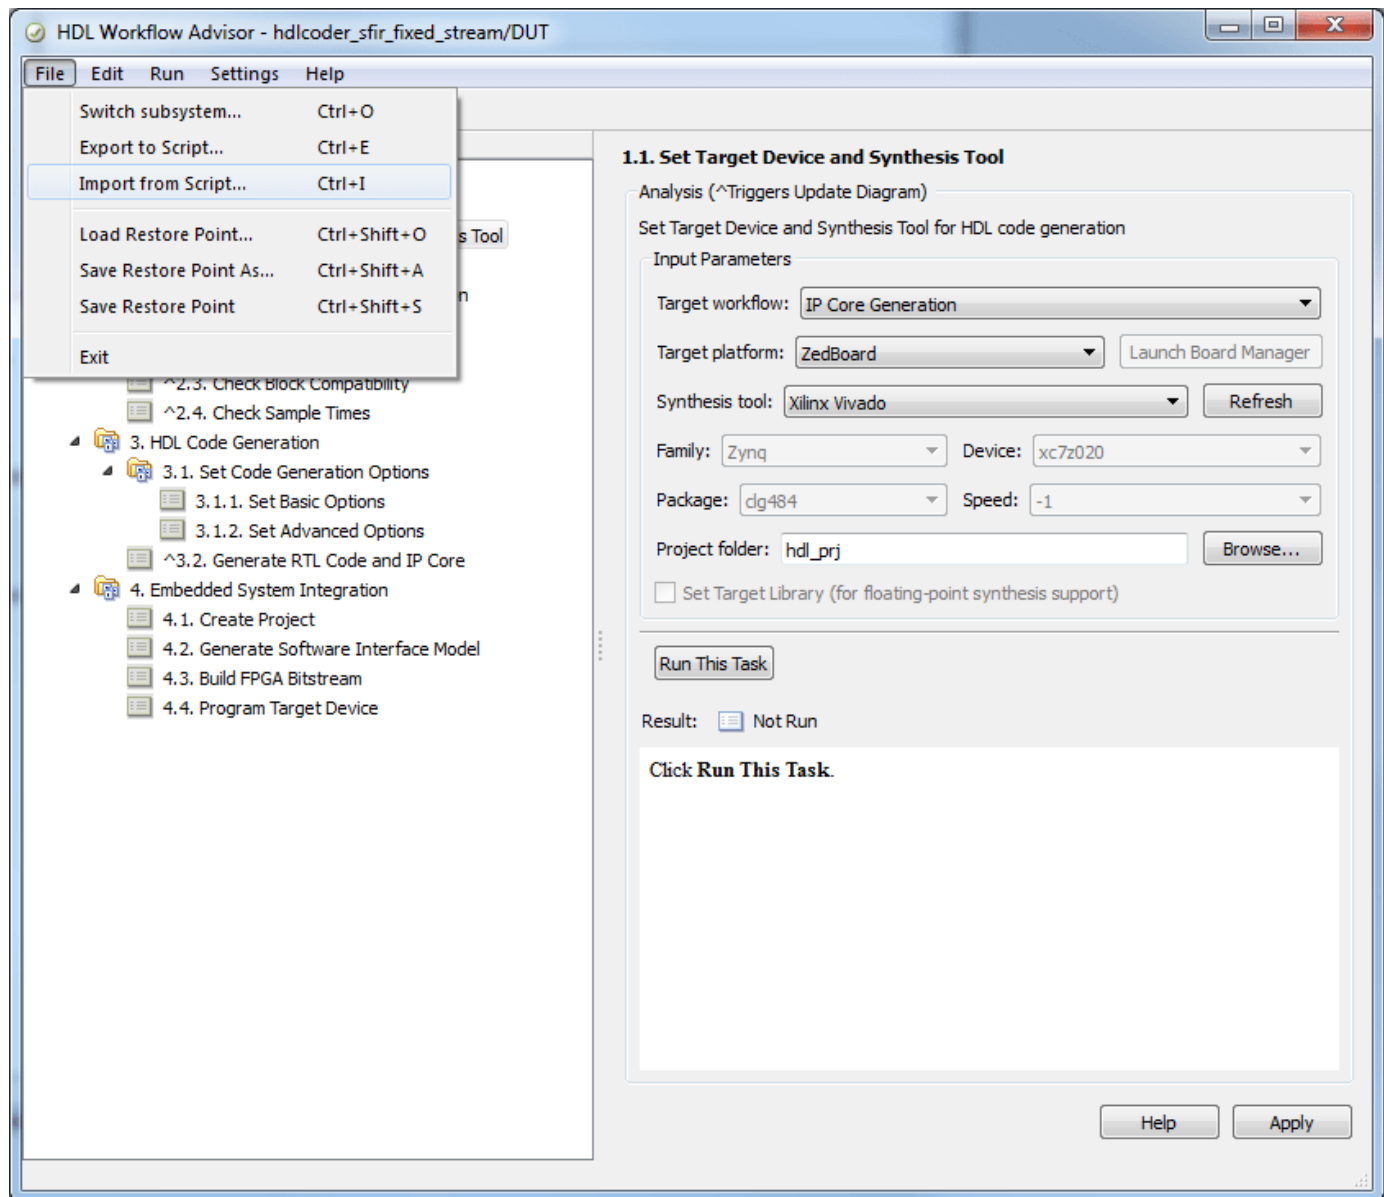 HDL Workflow Advisor - hdlcoder_sfir_fixed_stream/DUT
File Edit Run Settings Help
Switch subsystem... Ctrl+O
Export to Script... Ctrl+E
Import from Script... Ctrl+I
Load Restore Point... Ctrl+Shift+O
Save Restore Point As... Ctrl+Shift+A
Save Restore Point Ctrl+Shift+S
Exit
s Tool
n
^2.3. Check Block Compatibility
^2.4. Check Sample Times
3. HDL Code Generation
3.1. Set Code Generation Options
3.1.1. Set Basic Options
3.1.2. Set Advanced Options
^3.2. Generate RTL Code and IP Core
4. Embedded System Integration
4.1. Create Project
4.2. Generate Software Interface Model
4.3. Build FPGA Bitstream
4.4. Program Target Device
1.1. Set Target Device and Synthesis Tool
Analysis (^Triggers Update Diagram)
Set Target Device and Synthesis Tool for HDL code generation
Input Parameters
Target workflow: IP Core Generation
Target platform: ZedBoard Launch Board Manager
Synthesis tool: Xilinx Vivado Refresh
Family: Zynq Device: xc7z020
Package: clg484 Speed: -1
Project folder: hdl_prj Browse...
Set Target Library (for floating-point synthesis support)
Run This Task
Result: Not Run
Click Run This Task.
Help Apply